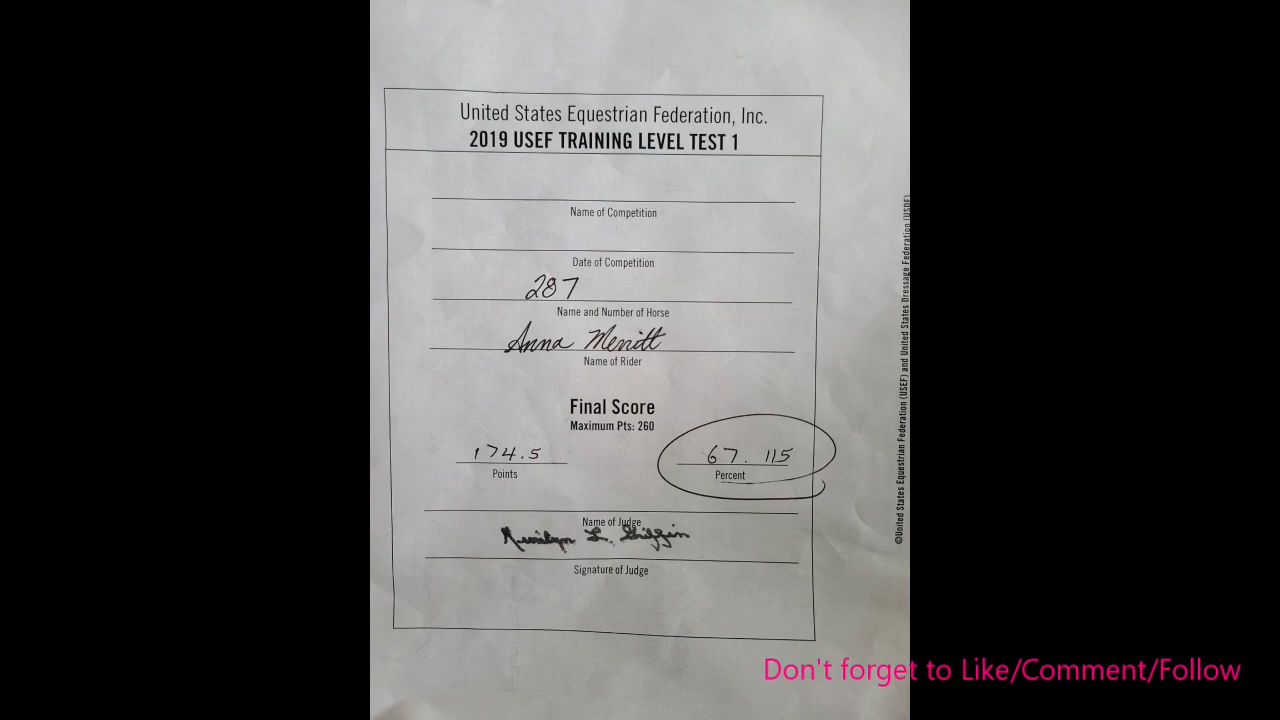 United States Equestrian Federation, Inc.
2019 USEF TRAINING LEVEL TEST 1
Name of Competition
Date of Competition
287
Name and Number of Horse
Anna Merritt
Name of Rider
Final Score
Maximum Pts: 260
174.5 67.115
Points Percent
Name of Judge
L. Griffin
Signature of Judge
©United States Equestrian Federation (USEF) and United States Dressage Federation (USDF)
Don't forget to Like/Comment/Follow